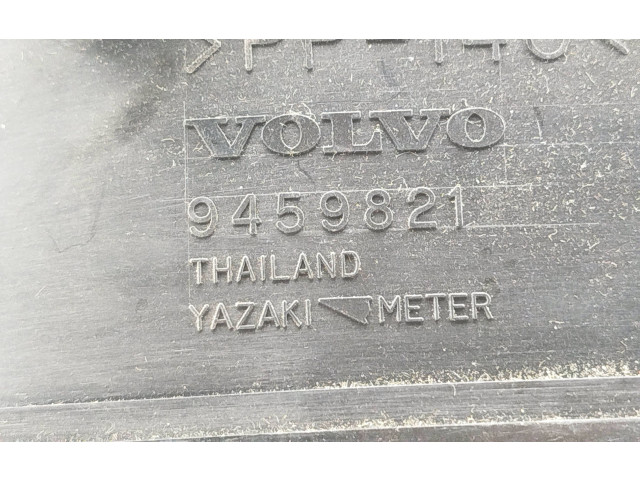 VOLVO
9459821
THAILAND
YAZAKI METER